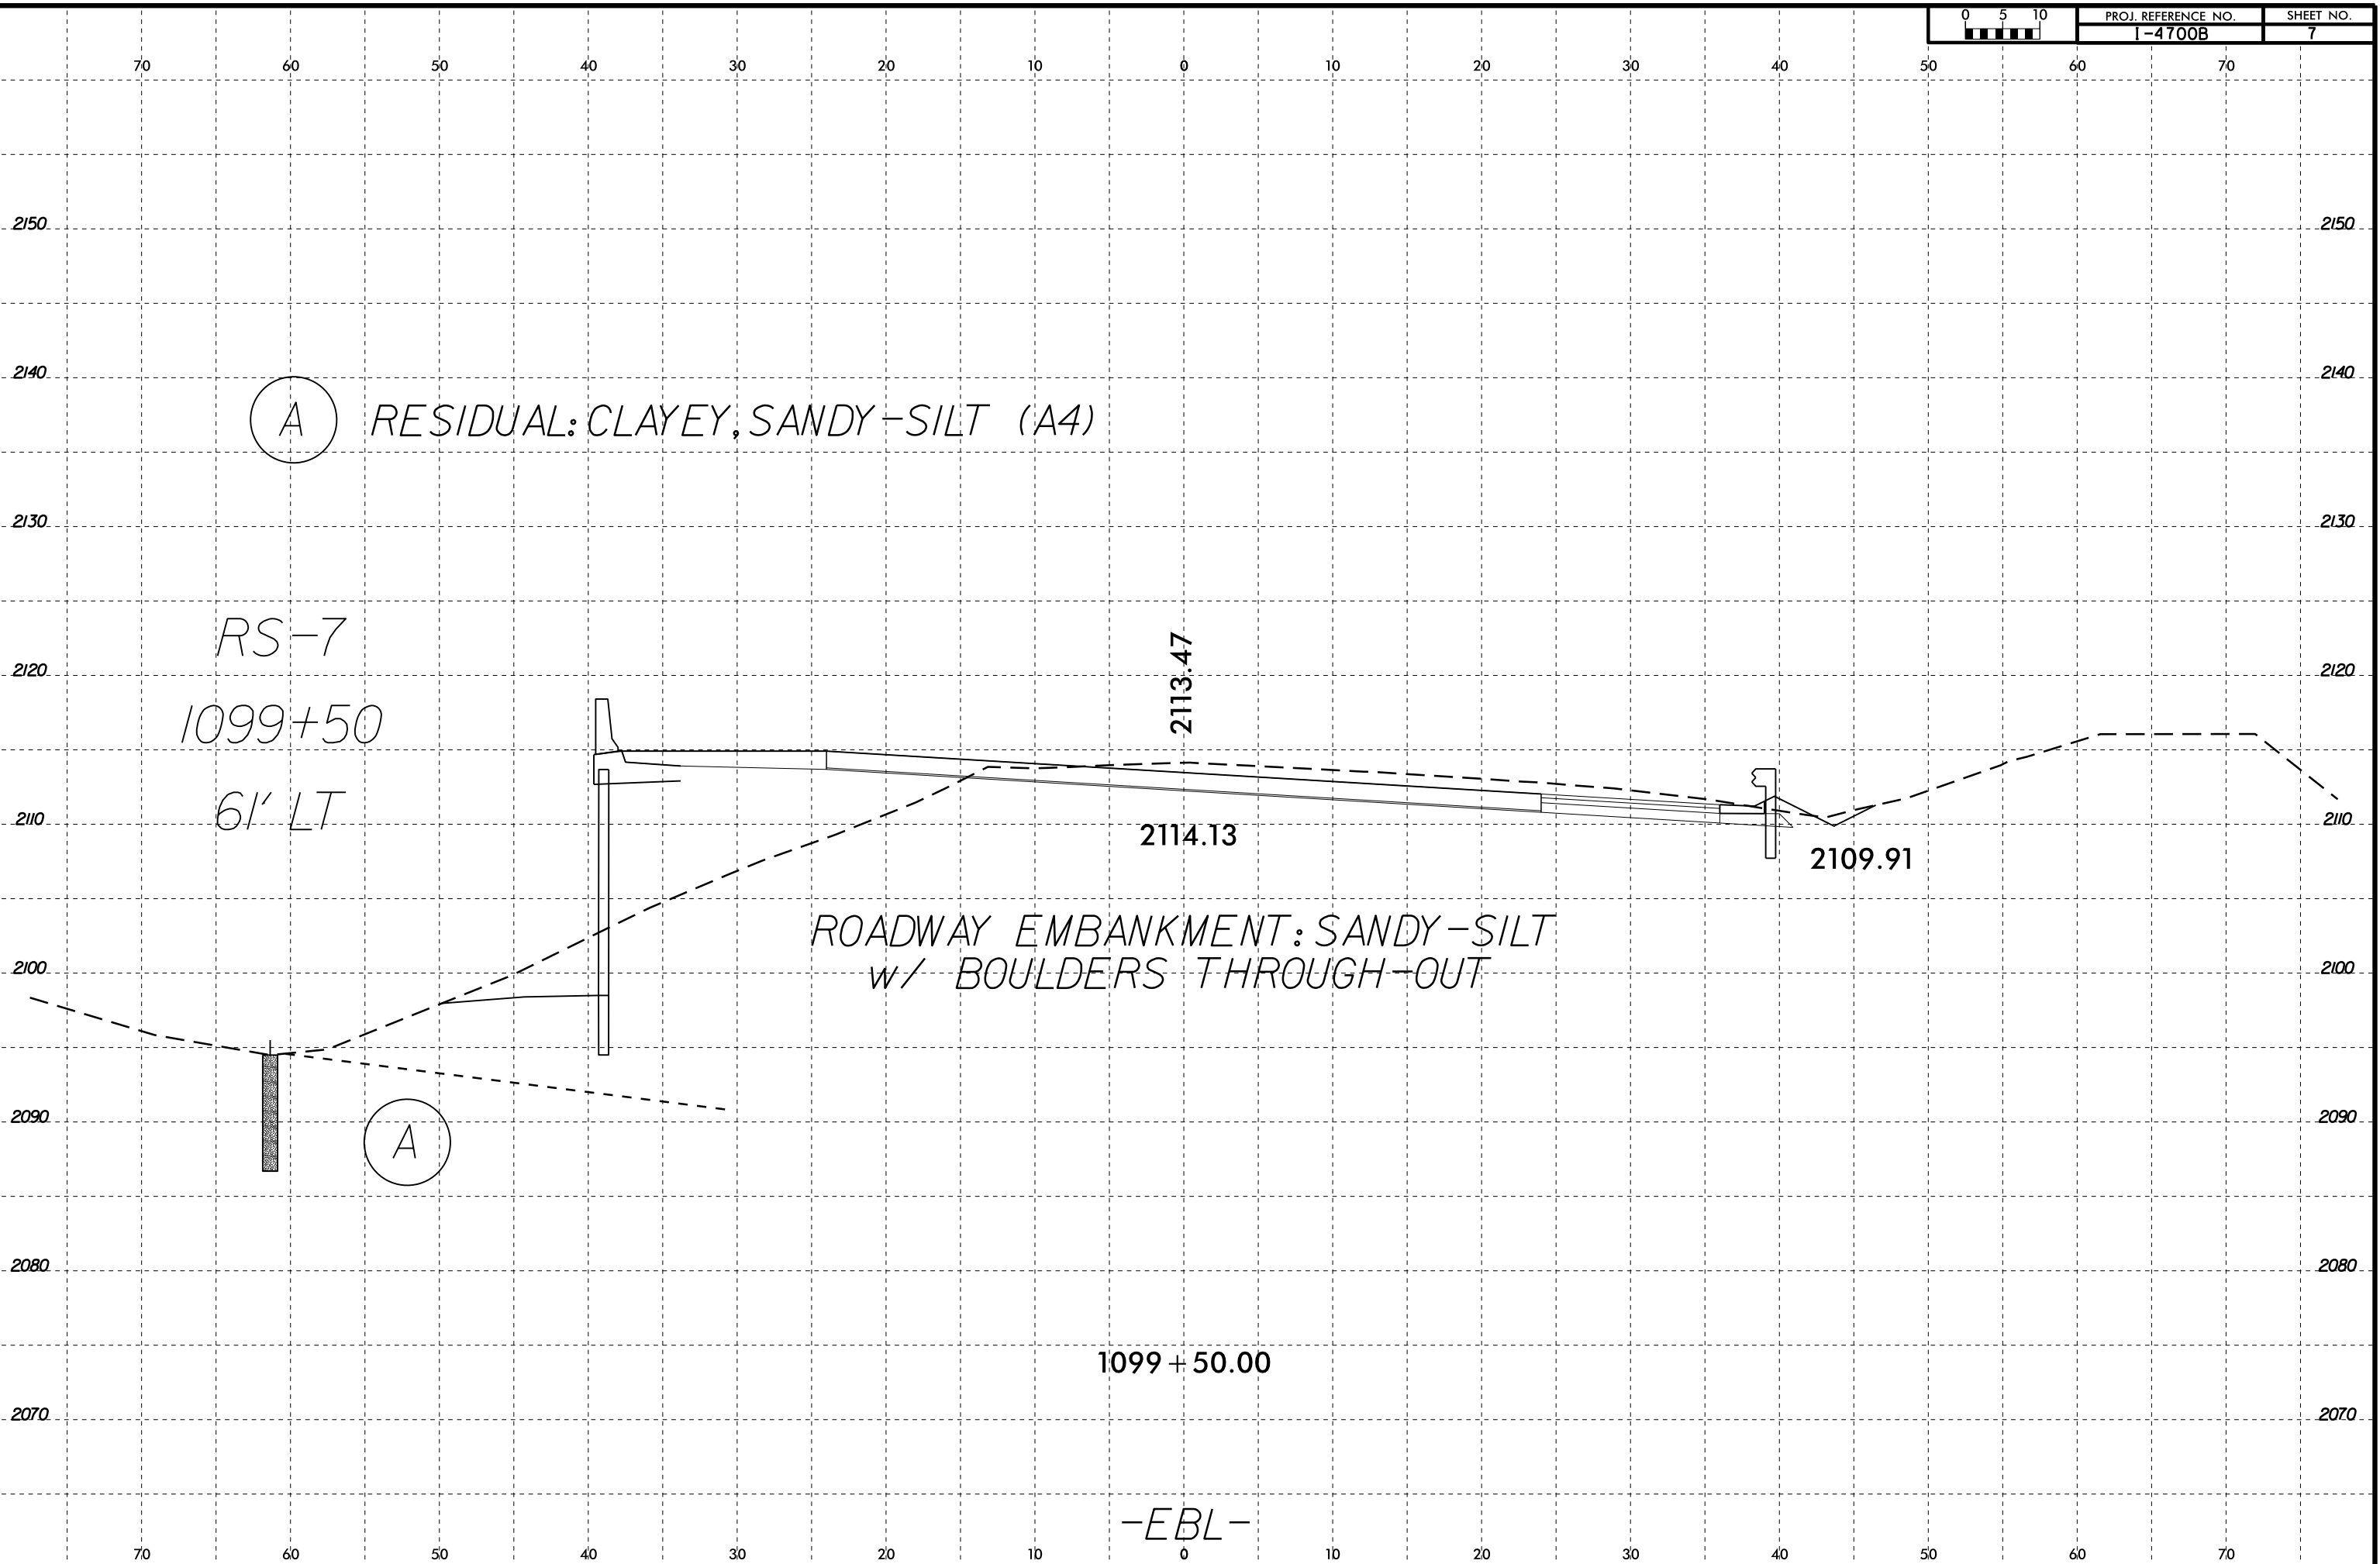 0 5 10
PROJ. REFERENCE NO.
SHEET NO.
I-4700B
7
70 60 50 40 30 20 10 0 10 20 30 40 50 60 70
2150 2150
2140 2140
A RESIDUAL: CLAYEY, SANDY-SILT (A4)
2130 2130
RS-7
2113.47
2120 2120
1099+50
61' LT
2110 2110
2114.13
2109.91
ROADWAY EMBANKMENT: SANDY-SILT
w/ BOULDERS THROUGH-OUT
2100 2100
2090 2090
A
2080 2080
1099+50.00
2070 2070
-EBL-
70 60 50 40 30 20 10 0 10 20 30 40 50 60 70